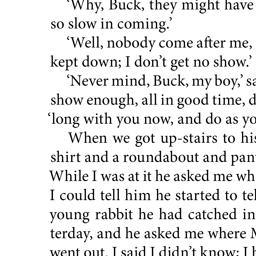 ‘Why, Buck, they might have
so slow in coming.’
‘Well, nobody come after me,
kept down; I don’t get no show.’
‘Never mind, Buck, my boy,’ sa
show enough, all in good time, d
‘long with you now, and do as yo
When we got up-stairs to his
shirt and a roundabout and pan
While I was at it he asked me wh
I could tell him he started to tel
young rabbit he had catched in
terday, and he asked me where M
went out. I said I didn’t know; I h